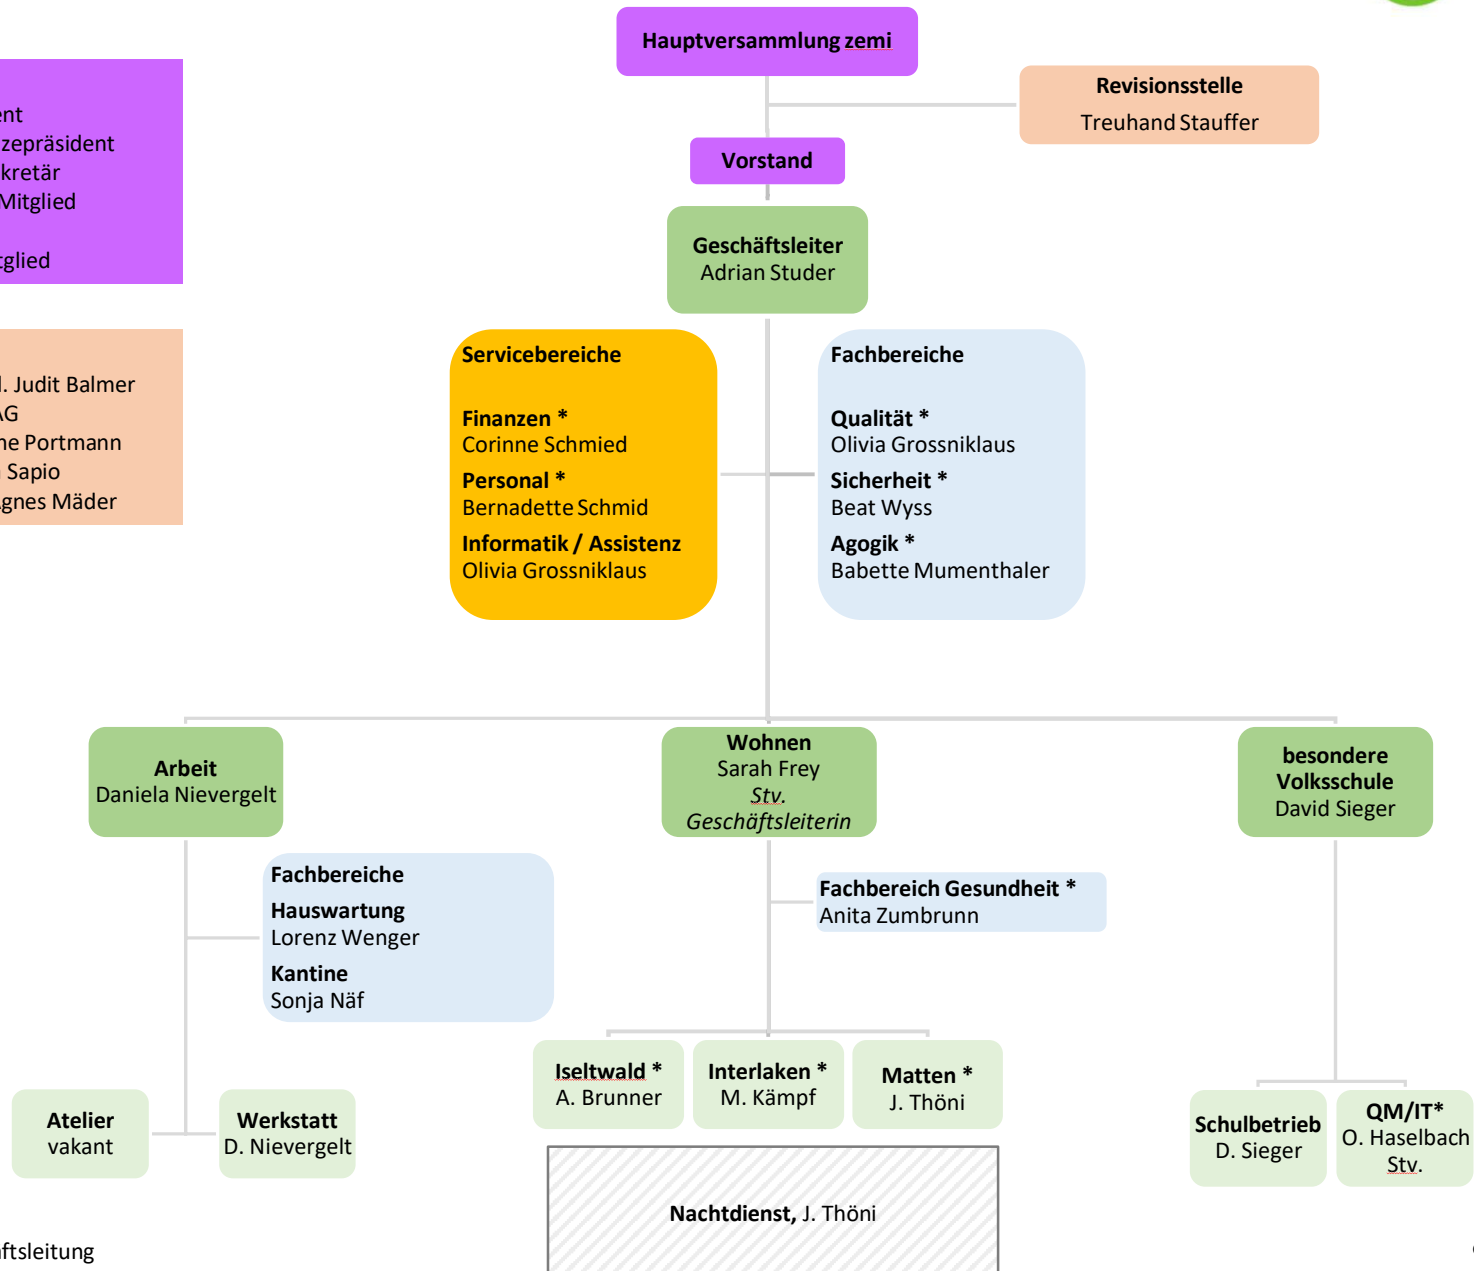 Hauptversammlung zemi
Revisionsstelle
Treuhand Stauffer
Vorstand
Geschäftsleiter
Adrian Studer
zepräsident
kretär
Mitglied
Judit Balmer
AG
Portmann
Sapio
Agnes Mäder
Servicebereiche
Finanzen *
Corinne Schmied
Personal *
Bernadette Schmid
Informatik / Assistenz
Olivia Grossniklaus
Fachbereiche
Qualität *
Olivia Grossniklaus
Sicherheit *
Beat Wyss
Agogik *
Babette Mumenthaler
Arbeit
Daniela Nievergelt
Wohnen
Sarah Frey
Stv.
Geschäftsleiterin
besondere
Volksschule
David Sieger
Fachbereiche
Hauswartung
Lorenz Wenger
Kantine
Sonja Näf
Fachbereich Gesundheit *
Anita Zumbrunn
Atelier
vakant
Werkstatt
D. Nievergelt
Iseltwald *
A. Brunner
Interlaken *
M. Kämpf
Matten *
J. Thöni
Schulbetrieb
D. Sieger
QM/IT*
O. Haselbach
Stv.
Nachtdienst, J. Thöni
ftsleitung